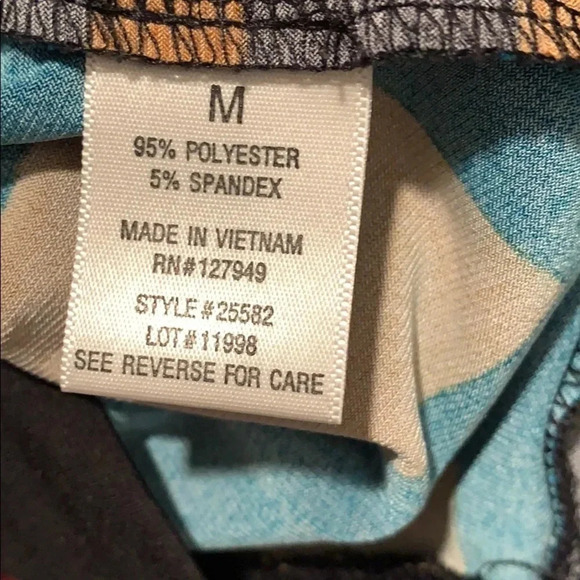 M
95% POLYESTER
5% SPANDEX
MADE IN VIETNAM
RN#127949
STYLE#25582
LOT#11998
SEE REVERSE FOR CARE